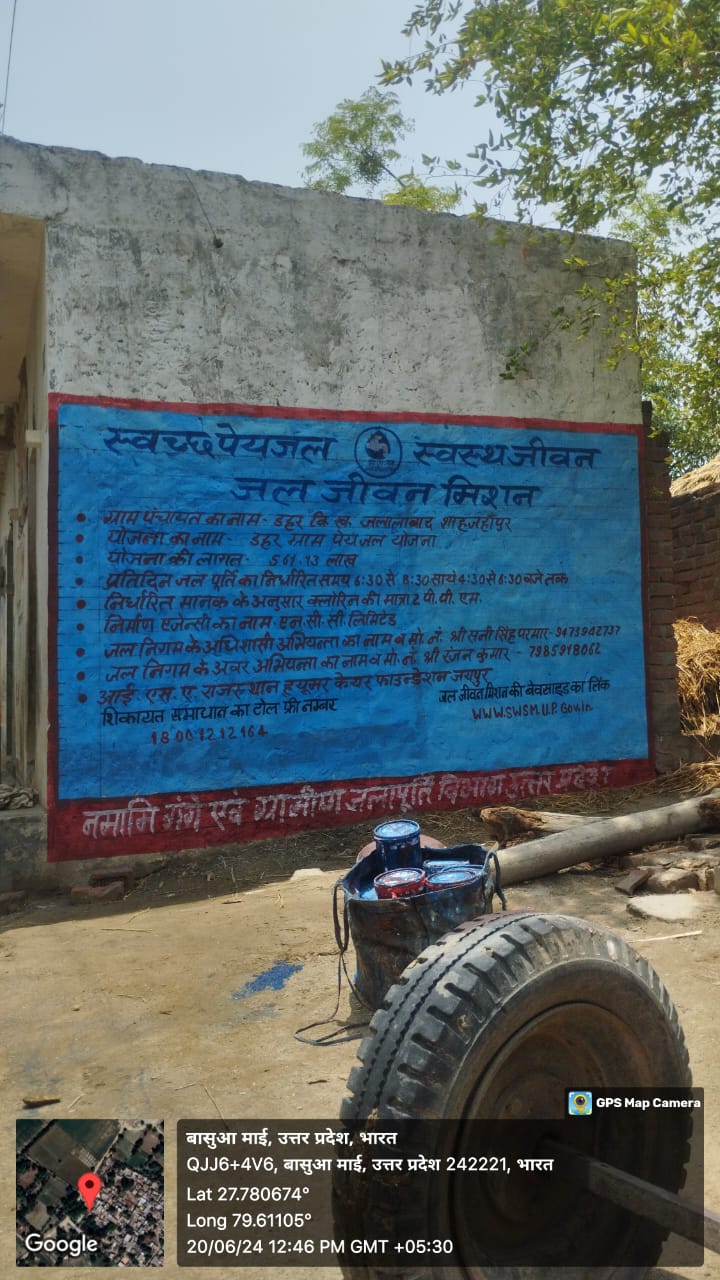 स्वच्छ पेयजल स्वस्थ जीवन
जल जीवन मिशन
ग्राम पंचायत का नाम- डहर वि.ख. जलालाबाद शाहजहाँपुर
योजना का नाम- डहर ग्राम पेयजल योजना
योजना की लागत- 561.13 लाख
प्रतिदिन जल पूर्ति का निर्धारित समय 6:30 से 8:30 सायं 4:30 से 6:30 बजे तक
निर्धारित मानक के अनुसार क्लोरिन की मात्रा 2 पी.पी.एम.
निर्माण एजेन्सी का नाम एन.सी.सी. लिमिटेड
जल निगम के अधिशासी अभियन्ता का नाम व मो. नं. श्री सनी सिंह परमार-9473942737
जल निगम के अवर अभियन्ता का नाम व मो. नं. श्री रंजन कुमार - 7985918062
आई. एस. ए. राजस्थान ह्यूमर केयर फाउन्डेशन जयपुर
शिकायत समाधात का टोल फ्री नम्बर
18001212164
जल जीवत मिशन की बेवसाइड का लिंक
WWW.SWSM.U.P.Gov.in
नमामि गंगे एवं ग्रामीण जलापूर्ति विभाग उत्तर प्रदेश
GPS Map Camera
बासुआ माई, उत्तर प्रदेश, भारत
QJJ6+4V6, बासुआ माई, उत्तर प्रदेश 242221, भारत
Lat 27.780674°
Long 79.61105°
20/06/24 12:46 PM GMT +05:30
Google